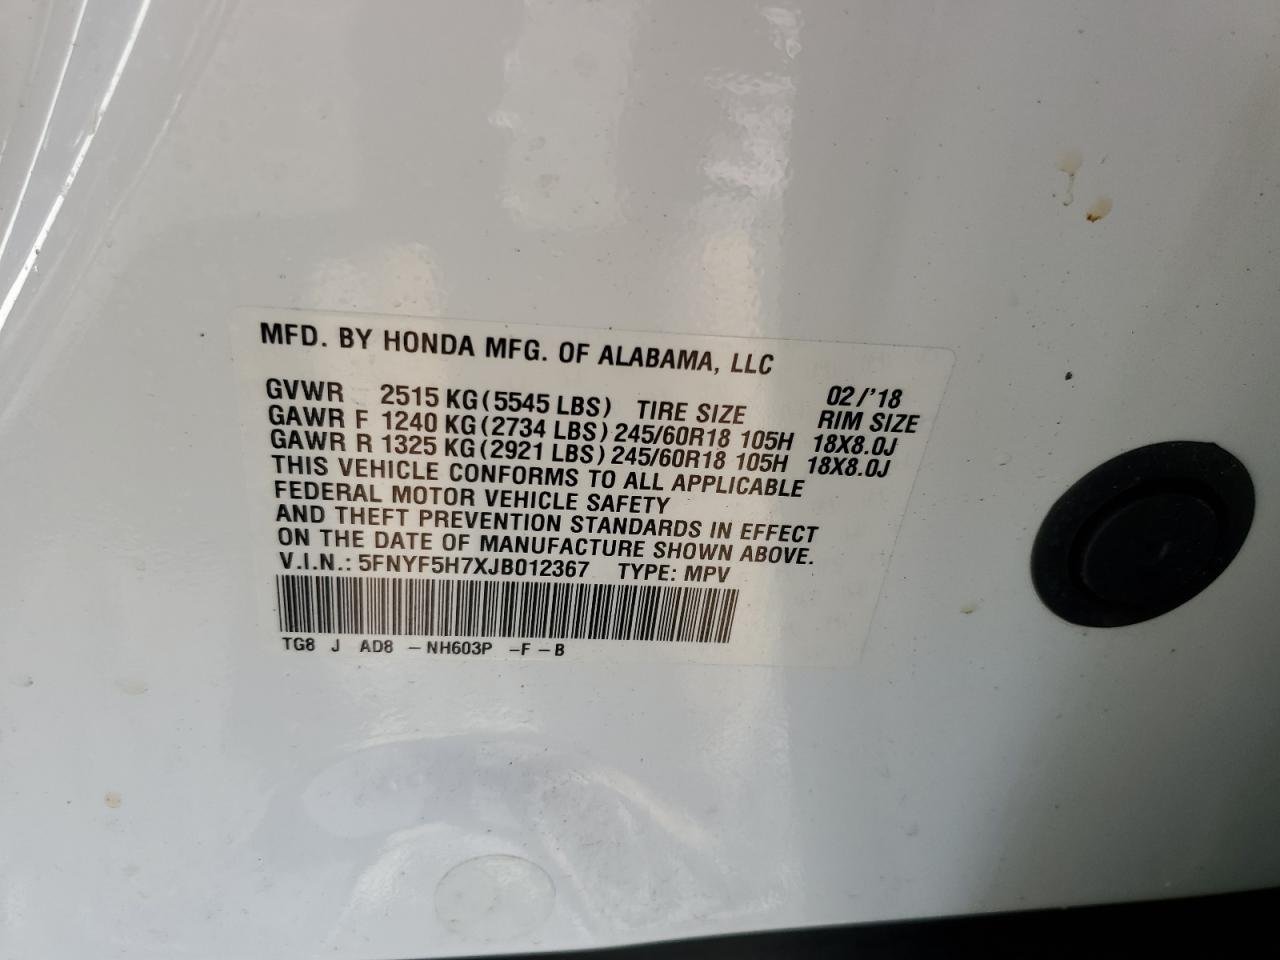 MFD. BY HONDA MFG. OF ALABAMA, LLC
02/'18
GVWR 2515 KG(5545 LBS) TIRE SIZE RIM SIZE
GAWR F 1240 KG(2734 LBS) 245/60R18 105H 18X8.0J
GAWR R 1325 KG(2921 LBS) 245/60R18 105H 18X8.0J
THIS VEHICLE CONFORMS TO ALL APPLICABLE
FEDERAL MOTOR VEHICLE SAFETY
AND THEFT PREVENTION STANDARDS IN EFFECT
ON THE DATE OF MANUFACTURE SHOWN ABOVE.
V.I.N.: 5FNYF5H7XJB012367 TYPE: MPV
TG8 J AD8 -NH603P -F-B